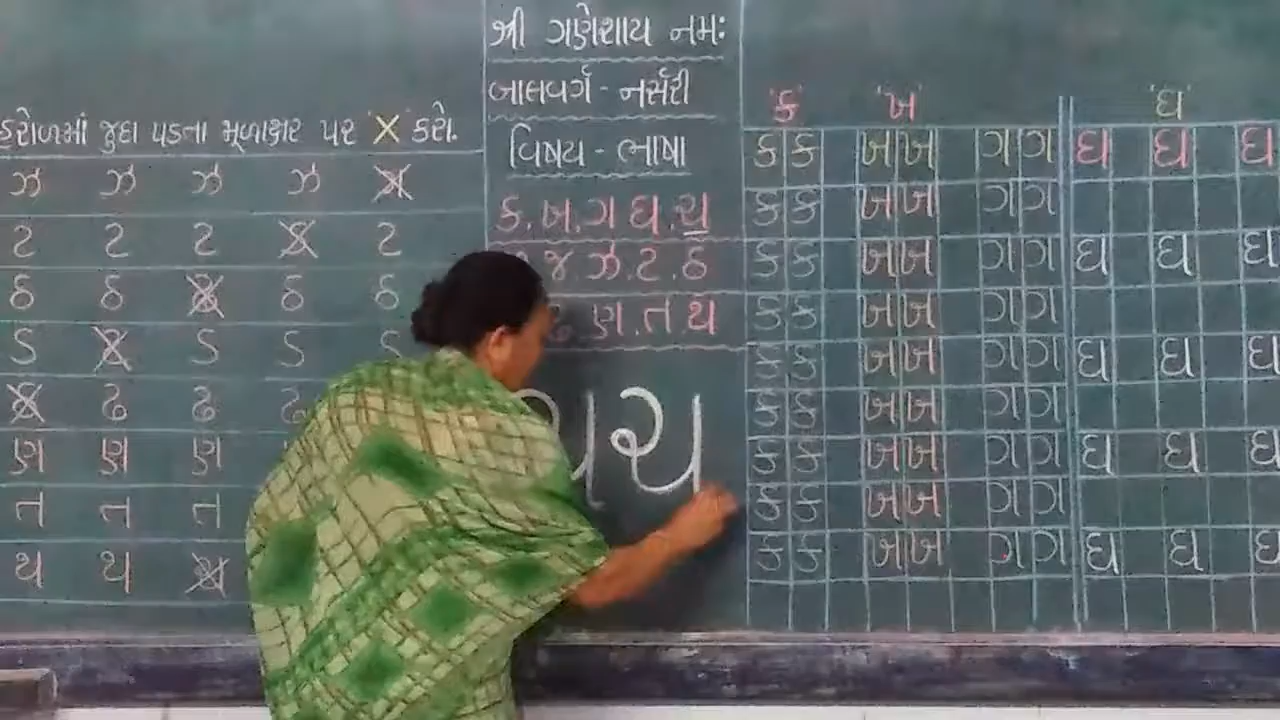 શ્રી ગણેશાય નમઃ
બાલવર્ગ - નર્સરી
વિષય - ભાષા
ક.ખ.ગ.ઘ.ચ
જ.ઝ.ટ.ઠ
ણ.ત.થ
ચ
હરોળમાં જુદા પડતા મૂળાક્ષર પર "X" કરો.
ઝ ઝ ઝ ઝ
ટ ટ ટ ટ
ઠ ઠ ઠ ઠ
ડ ડ ડ ડ
ઢ ઢ ઢ
ણ ણ ણ
ત ત ત
થ થ
'ક' 'ખ' 'ઘ'
ક ક ખ ખ ગ ગ ઘ ઘ ઘ
ક ક ખ ખ ગ ગ
ક ક ખ ખ ગ ગ ઘ ઘ ઘ
ક ક ખ ખ ગ ગ
ક ક ખ ખ ગ ગ ઘ ઘ ઘ
ક ક ખ ખ ગ ગ
ક ક ખ ખ ગ ગ ઘ ઘ ઘ
ક ક ખ ખ ગ ગ
ક ક ખ ખ ગ ગ ઘ ઘ ઘ